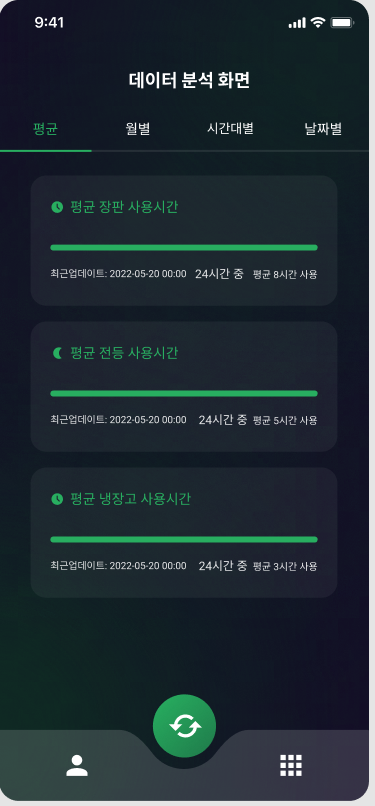 9:41
데이터 분석 화면
평균 월별 시간대별 날짜별
평균 장판 사용시간
최근업데이트: 2022-05-20 00:00 24시간 중 평균 8시간 사용
평균 전등 사용시간
최근업데이트: 2022-05-20 00:00 24시간 중 평균 5시간 사용
평균 냉장고 사용시간
최근업데이트: 2022-05-20 00:00 24시간 중 평균 3시간 사용